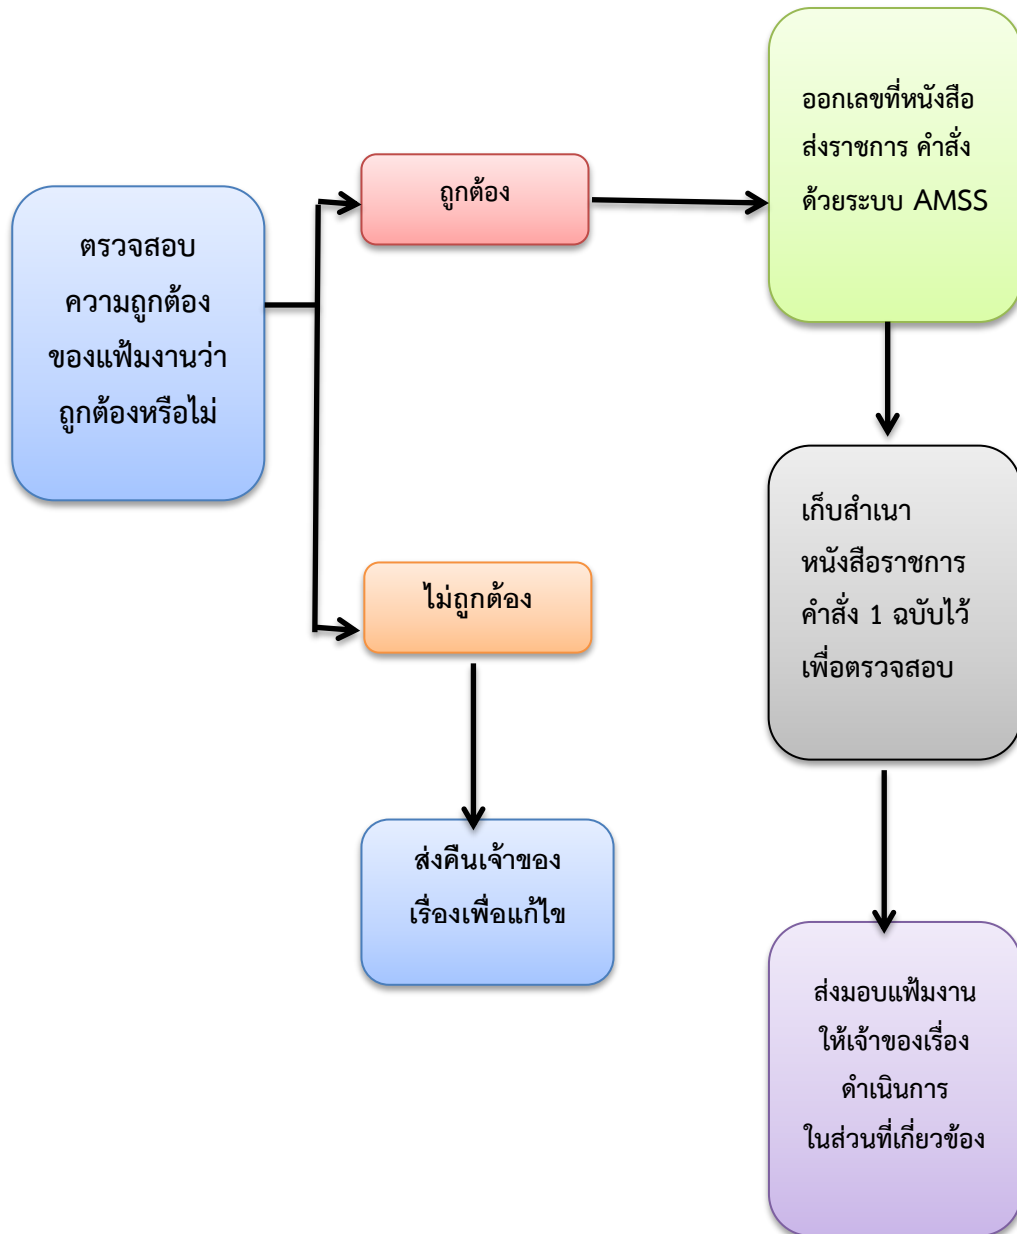 ตรวจสอบ
ความถูกต้อง
ของแฟ้มงานว่า
ถูกต้องหรือไม่
ถูกต้อง
ออกเลขที่หนังสือ
ส่งราชการ คำสั่ง
ด้วยระบบ AMSS
เก็บสำเนา
หนังสือราชการ
คำสั่ง 1 ฉบับไว้
เพื่อตรวจสอบ
ส่งมอบแฟ้มงาน
ให้เจ้าของเรื่อง
ดำเนินการ
ในส่วนที่เกี่ยวข้อง
ไม่ถูกต้อง
ส่งคืนเจ้าของ
เรื่องเพื่อแก้ไข